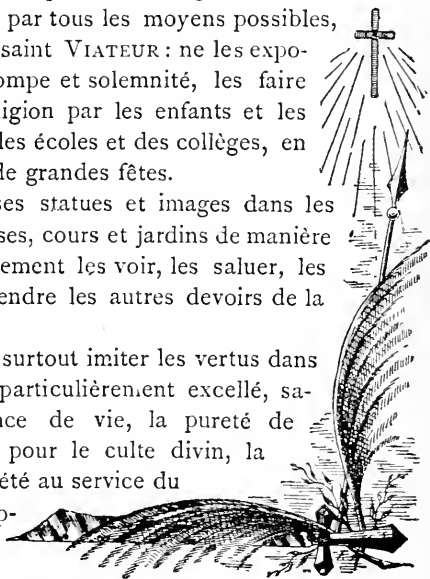 par tous les moyens possibles,
saint VIATEUR : ne les expo-
ompe et solemnité, les faire
igion par les enfants et les
les écoles et des collèges, en
le grandes fêtes.
ses statues et images dans les
ses, cours et jardins de manière
ement les voir, les saluer, les
endre les autres devoirs de la
surtout imiter les vertus dans
particulièrement excellé, sa-
nce de vie, la pureté de
pour le culte divin, la
été au service du
p-